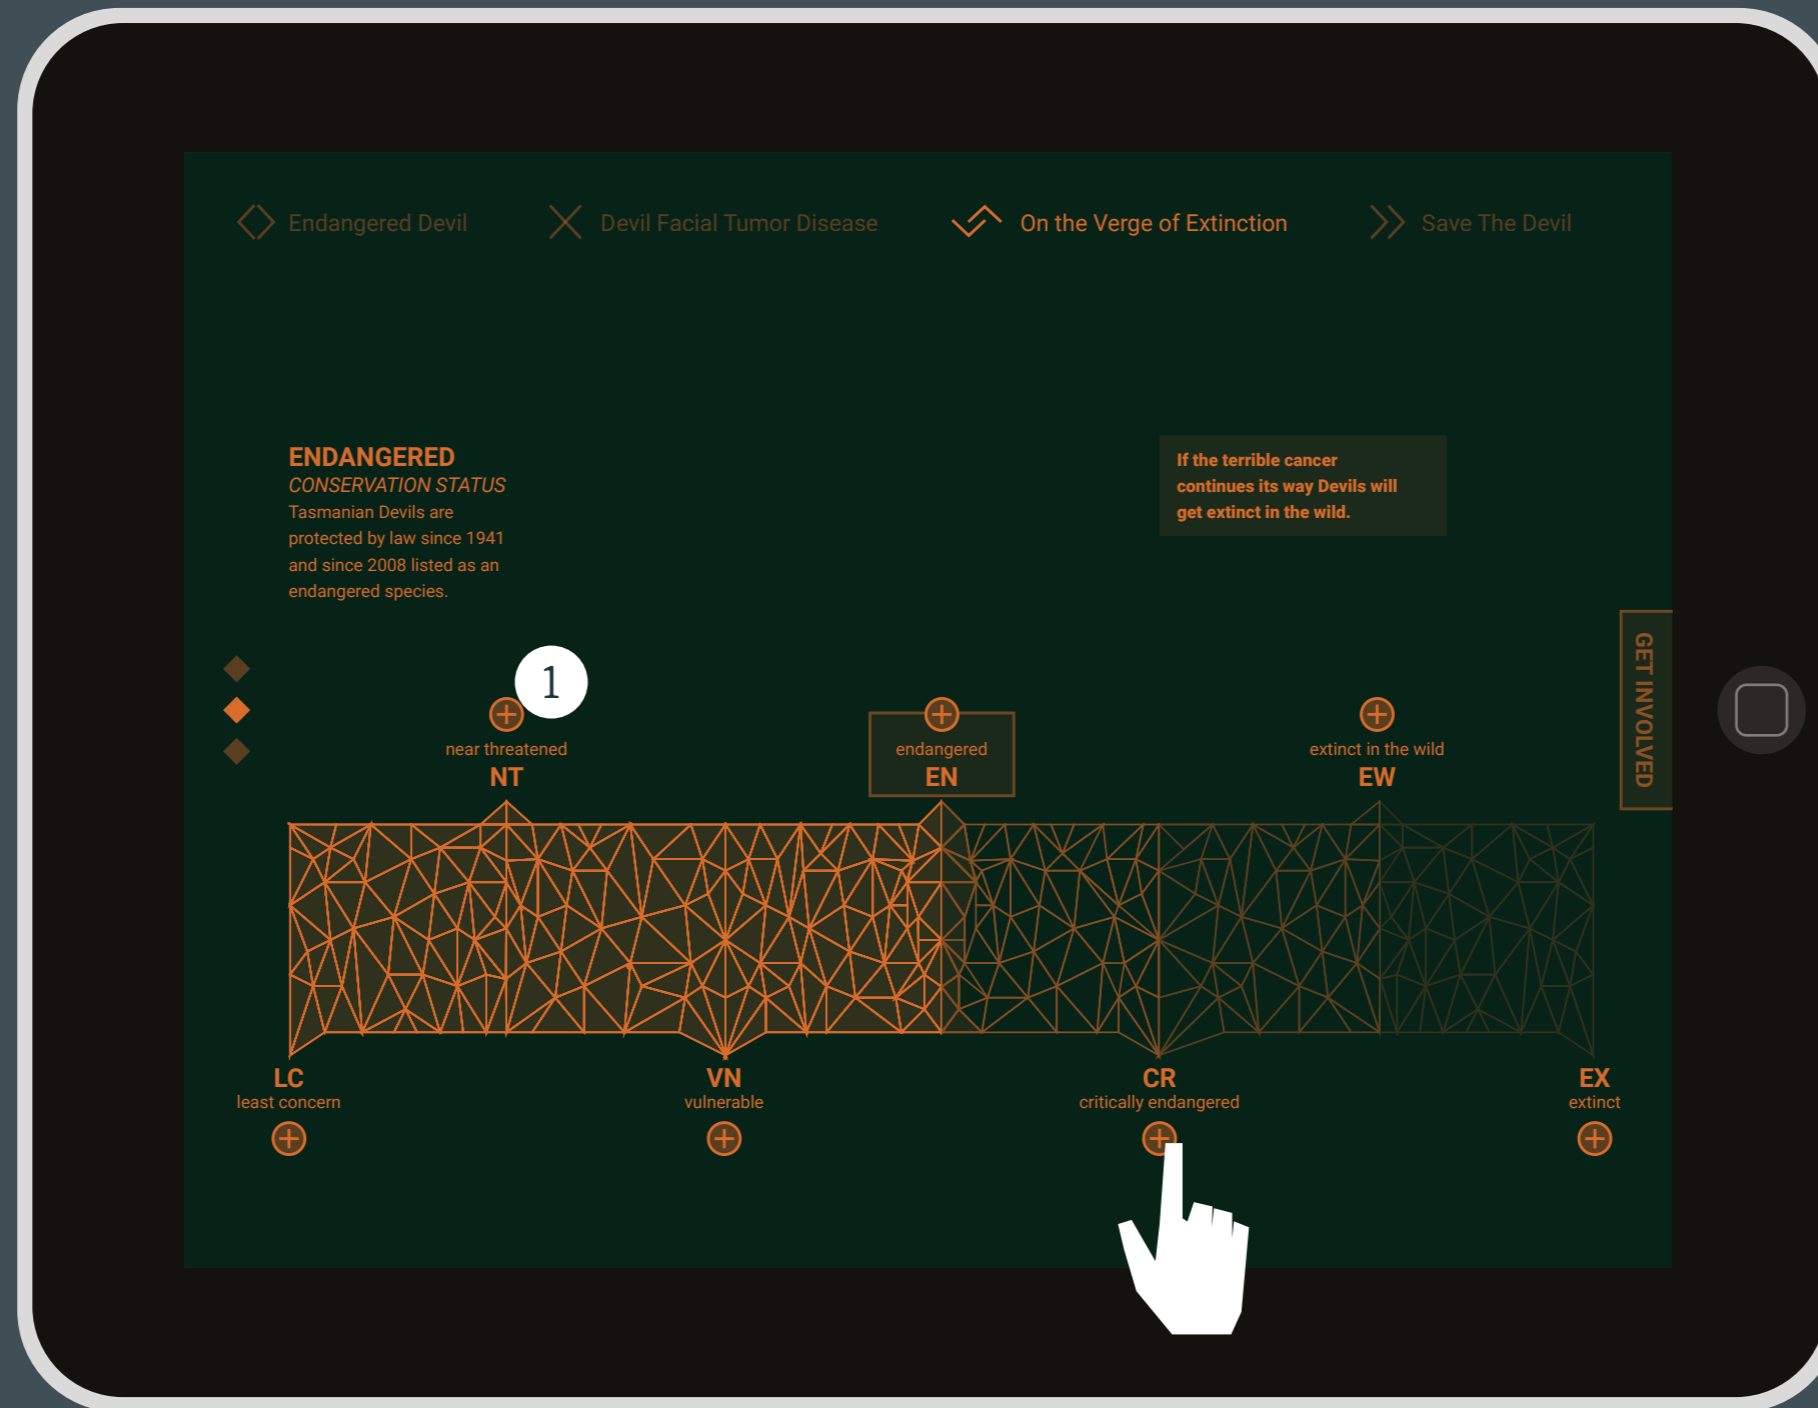 Endangered Devil
Devil Facial Tumor Disease
On the Verge of Extinction
Save The Devil
ENDANGERED
CONSERVATION STATUS
Tasmanian Devils are
protected by law since 1941
and since 2008 listed as an
endangered species.
If the terrible cancer
continues its way Devils will
get extinct in the wild.
GET INVOLVED
1
near threatened
NT
endangered
EN
extinct in the wild
EW
LC
least concern
VN
vulnerable
CR
critically endangered
EX
extinct